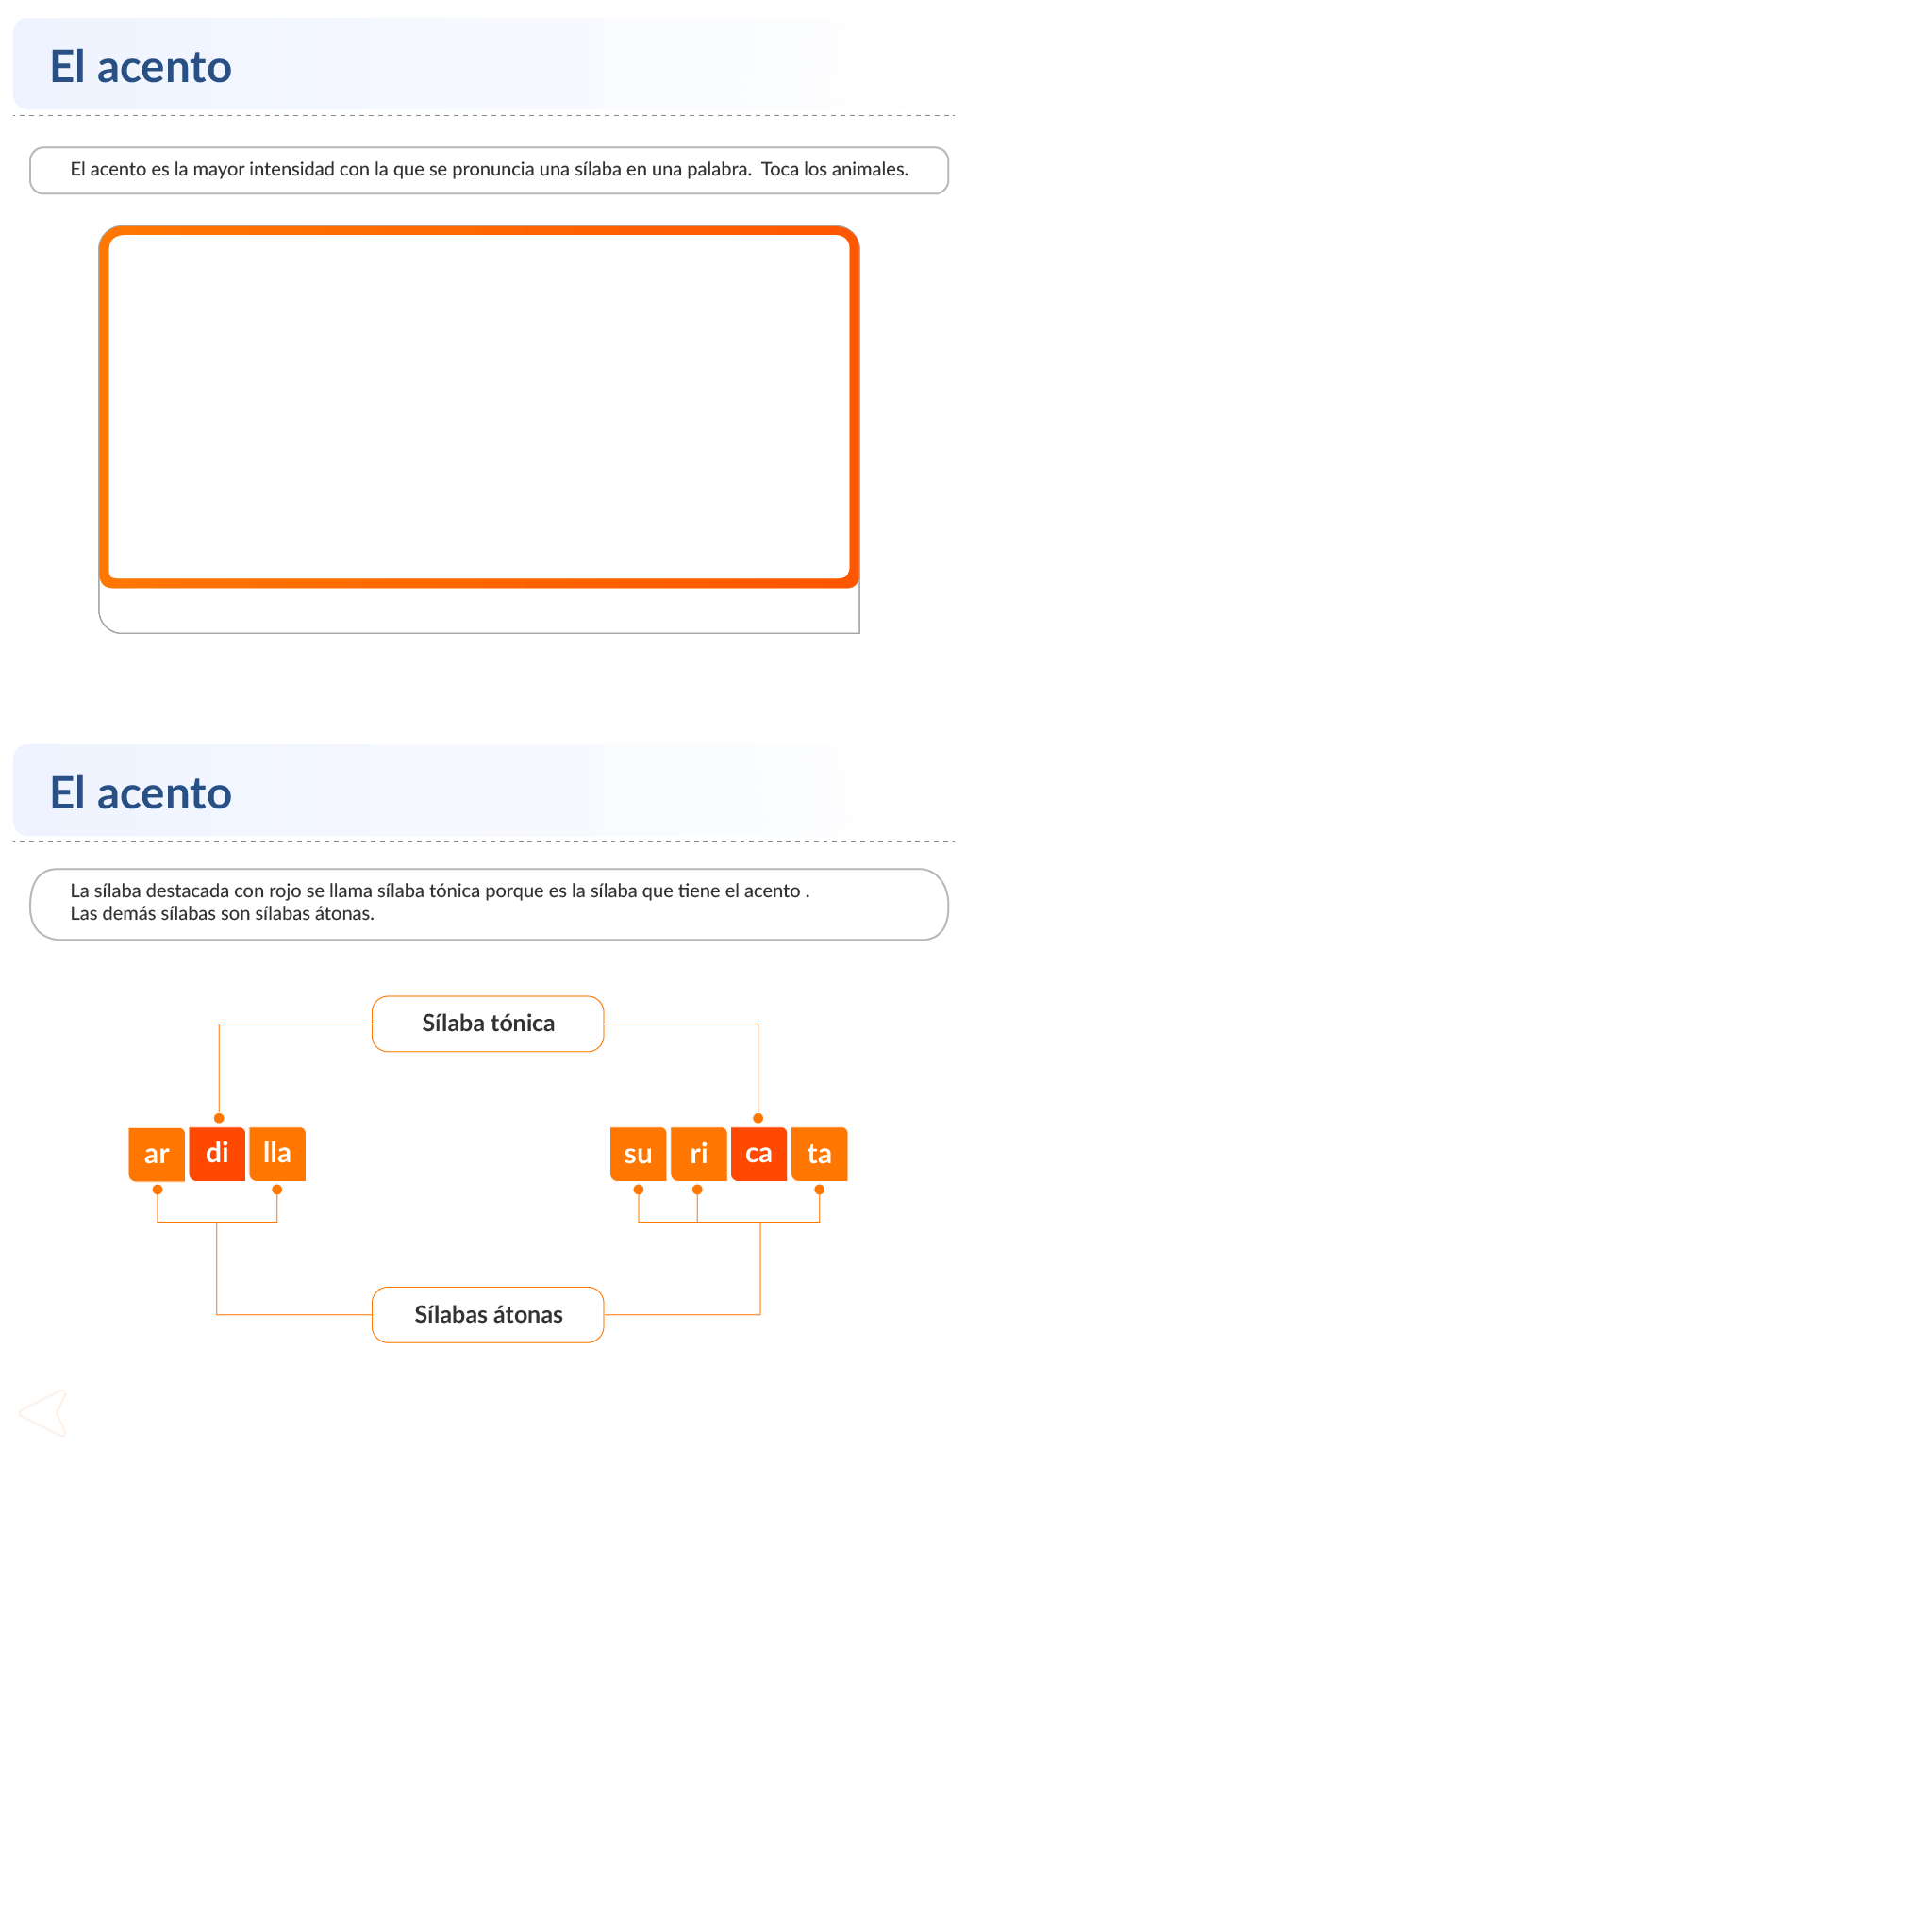 El acento
El acento es la mayor intensidad con la que se pronuncia una sílaba en una palabra.  Toca los animales.
El acento
La sílaba destacada con rojo se llama sílaba tónica porque es la sílaba que tiene el acento .
Las demás sílabas son sílabas átonas.
Sílaba tónica
ar di lla
su ri ca ta
Sílabas átonas